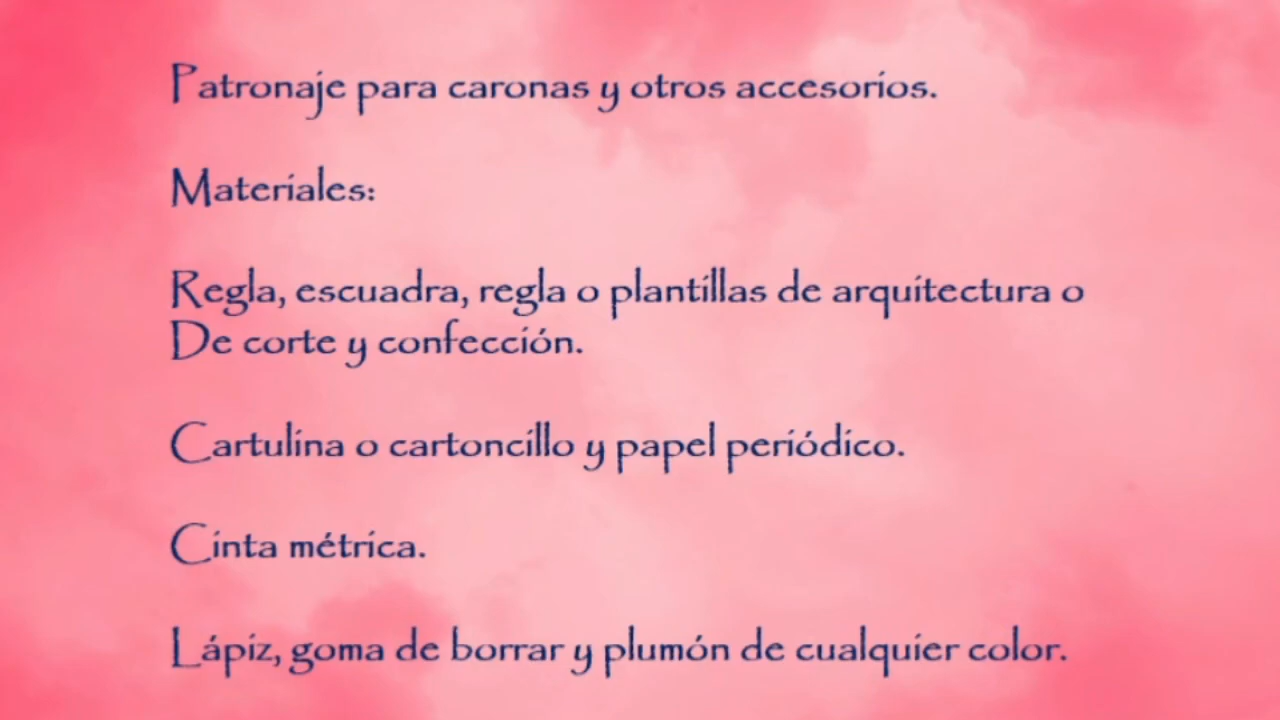 Patronaje para caronas y otros accesorios.
Materiales:
Regla, escuadra, regla o plantillas de arquitectura o
De corte y confección.
Cartulina o cartoncillo y papel periódico.
Cinta métrica.
Lápiz, goma de borrar y plumón de cualquier color.